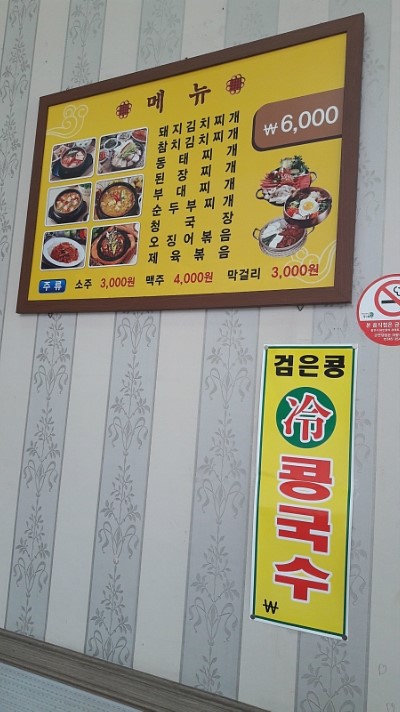 메 뉴
돼지김치찌개
참치김치찌개
동태찌개
된장찌개
부대찌개
순두부찌개
청국장
오징어볶음
제육볶음
₩6,000
주류 소주 3,000원 맥주 4,000원 막걸리 3,000원
검은콩
冷
콩국수
₩